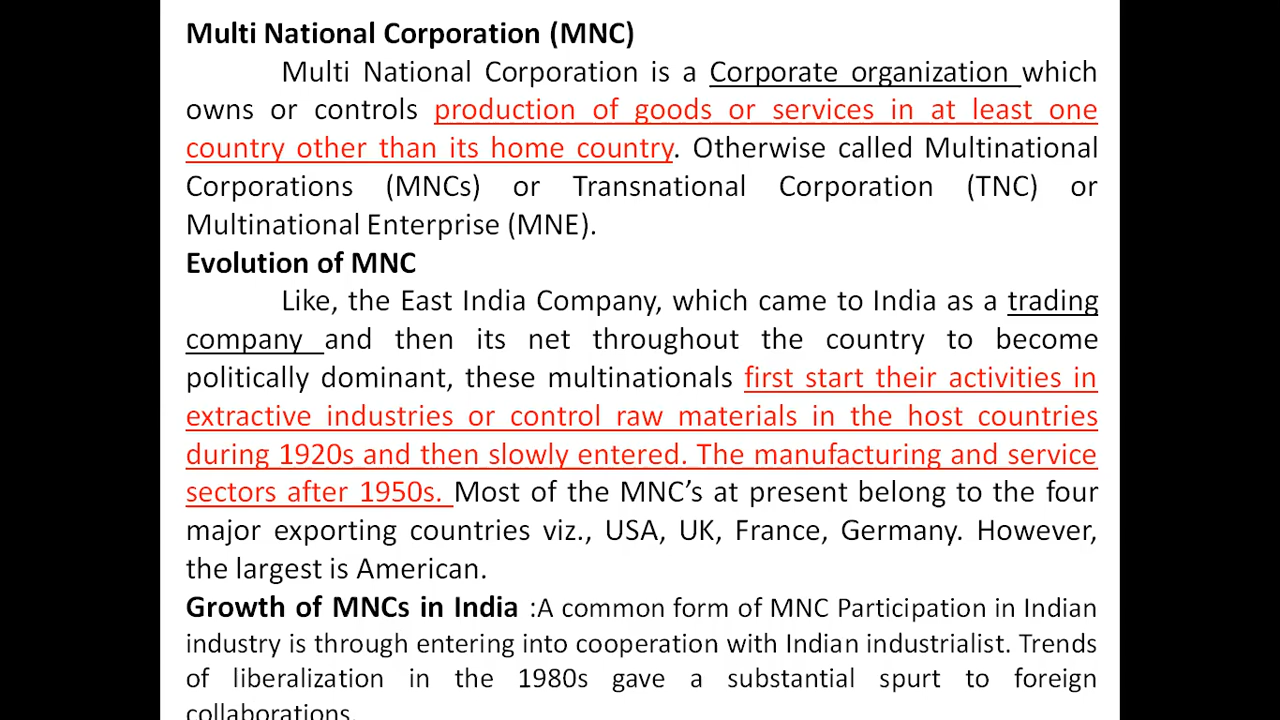 Multi National Corporation (MNC)
Multi National Corporation is a Corporate organization which
owns or controls production of goods or services in at least one
country other than its home country. Otherwise called Multinational
Corporations (MNCs) or Transnational Corporation (TNC) or
Multinational Enterprise (MNE).
Evolution of MNC
Like, the East India Company, which came to India as a trading
company and then its net throughout the country to become
politically dominant, these multinationals first start their activities in
extractive industries or control raw materials in the host countries
during 1920s and then slowly entered. The manufacturing and service
sectors after 1950s. Most of the MNC’s at present belong to the four
major exporting countries viz., USA, UK, France, Germany. However,
the largest is American.
Growth of MNCs in India :A common form of MNC Participation in Indian
industry is through entering into cooperation with Indian industrialist. Trends
of liberalization in the 1980s gave a substantial spurt to foreign
collaborations.